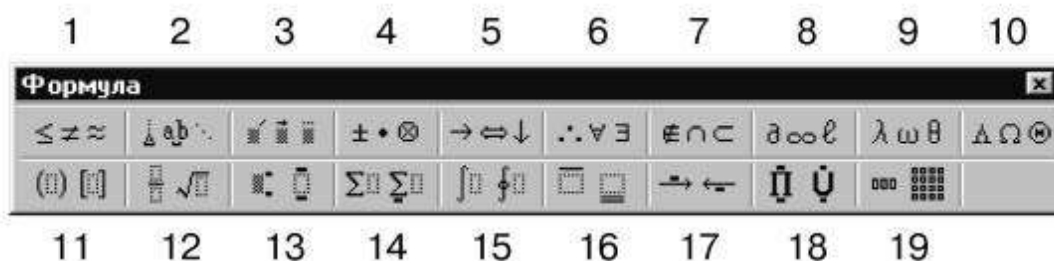 1 2 3 4 5 6 7 8 9 10
Формула
≤ ≠ ≈ ab ± • ⊗ → ⇔ ↓ ∴ ∀ ∃ ∉ ∩ ⊂ ∂ ∞ ℓ λ ω θ Λ Ω Θ
( ) [ ] √ Σ Σ ∫ ∮ → ← Π Ụ
11 12 13 14 15 16 17 18 19